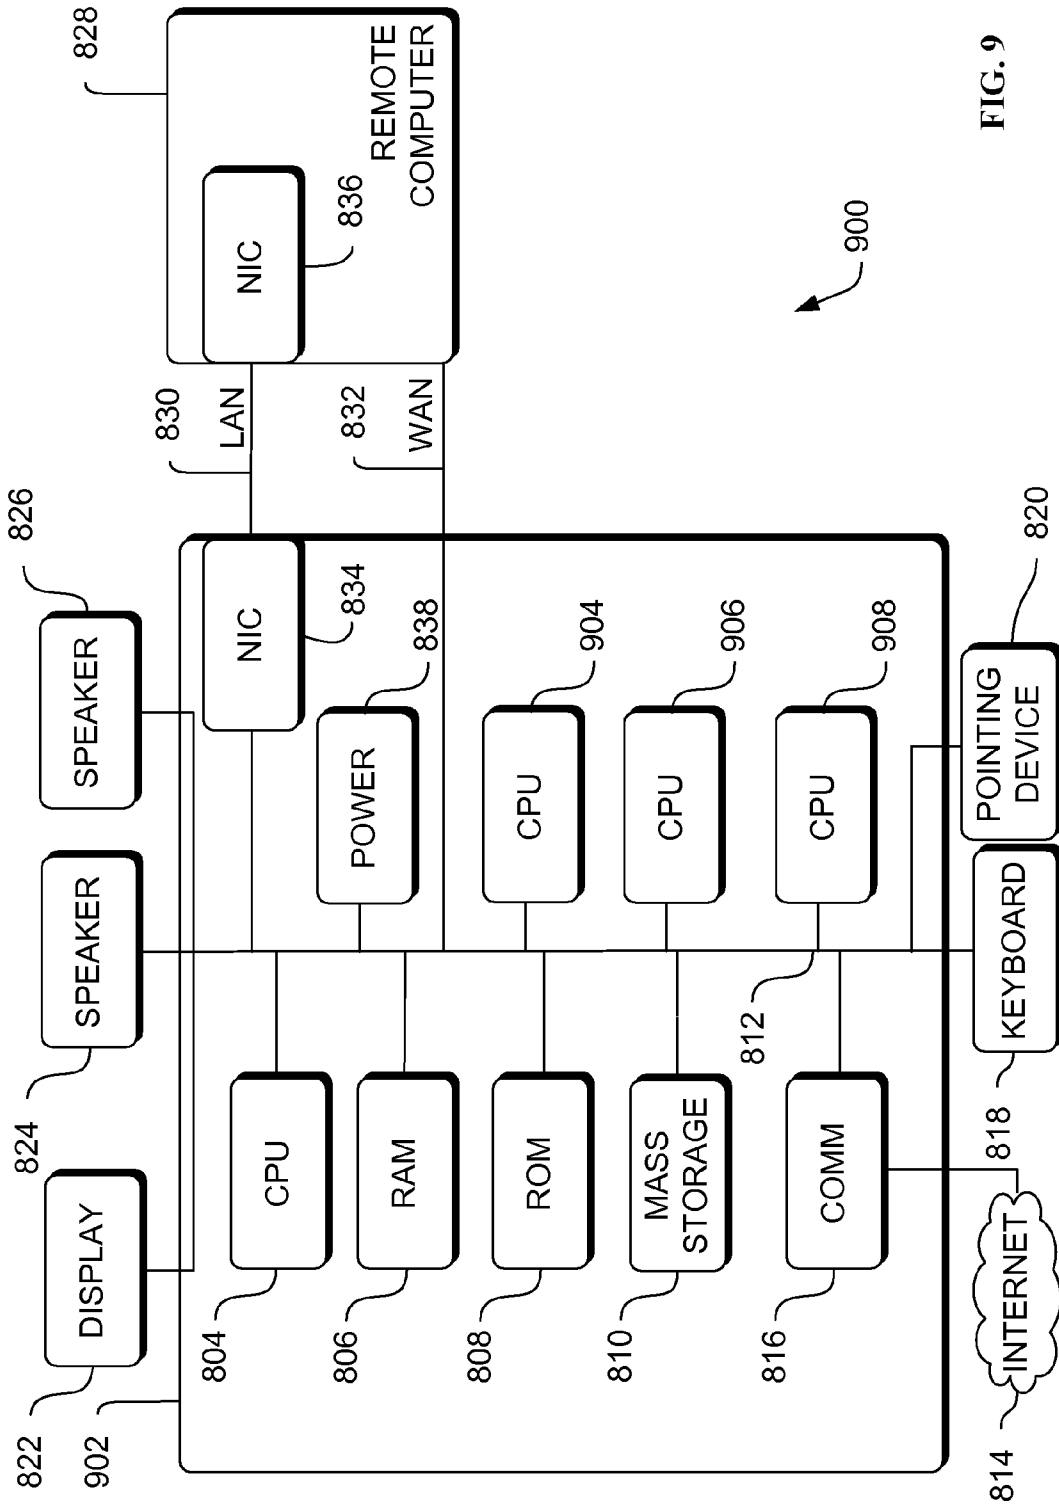 822
DISPLAY
824
SPEAKER
826
SPEAKER
828
902
NIC
834
830
LAN
832
WAN
NIC
836
REMOTE
COMPUTER
804
CPU
POWER
838
806
RAM
808
ROM
CPU
904
810
MASS
STORAGE
CPU
906
812
816
COMM
CPU
908
900
814
INTERNET
818
KEYBOARD
POINTING
DEVICE
820
FIG. 9